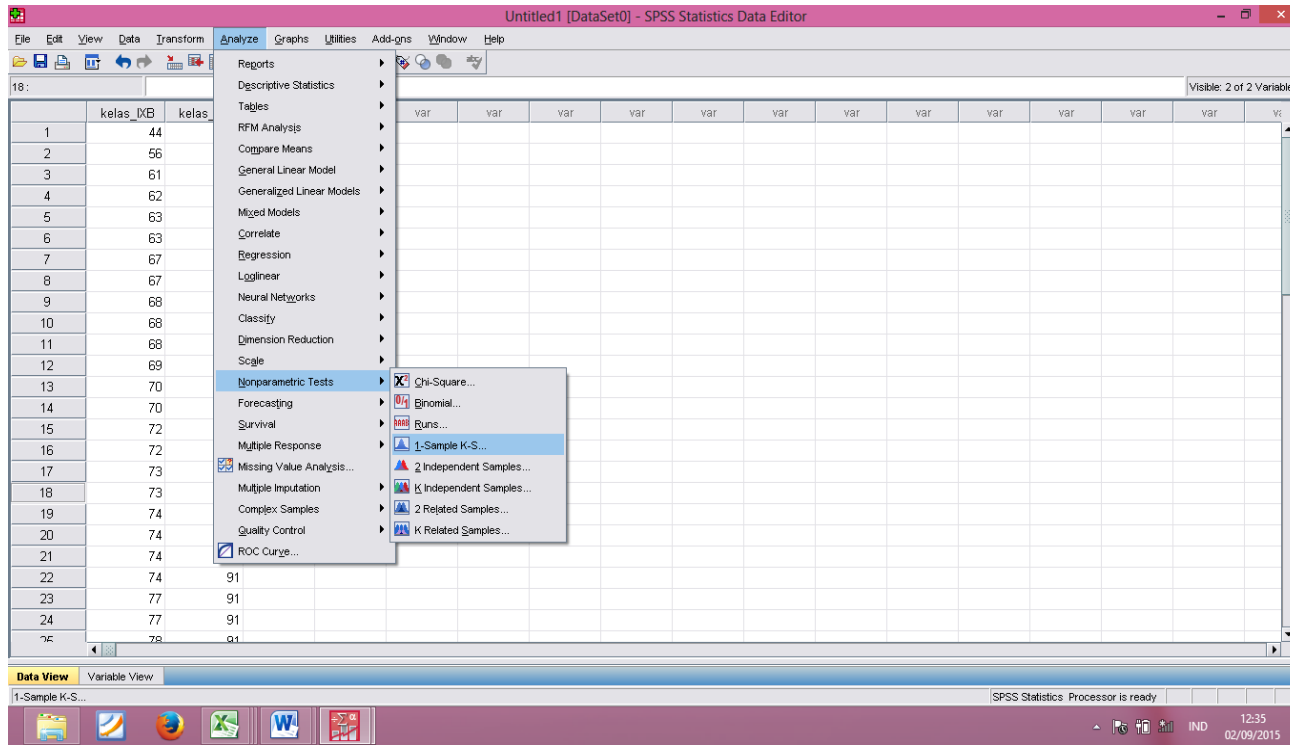 Untitled1 [DataSet0] - SPSS Statistics Data Editor
File Edit View Data Transform Analyze Graphs Utilities Add-ons Window Help
18 :
Visible: 2 of 2 Variable
kelas_IXB kelas_ var var var var var var var var var var var var
1 44
2 56
3 61
4 62
5 63
6 63
7 67
8 67
9 68
10 68
11 68
12 69
13 70
14 70
15 72
16 72
17 73
18 73
19 74
20 74
21 74
22 74 91
23 77 91
24 77 91
25 78 91
Reports
Descriptive Statistics
Tables
RFM Analysis
Compare Means
General Linear Model
Generalized Linear Models
Mixed Models
Correlate
Regression
Loglinear
Neural Networks
Classify
Dimension Reduction
Scale
Nonparametric Tests
Forecasting
Survival
Multiple Response
Missing Value Analysis...
Multiple Imputation
Complex Samples
Quality Control
ROC Curve...
Chi-Square...
Binomial...
Runs...
1-Sample K-S...
2 Independent Samples...
K Independent Samples...
2 Related Samples...
K Related Samples...
Data View Variable View
1-Sample K-S...
SPSS Statistics Processor is ready
IND
12:35
02/09/2015